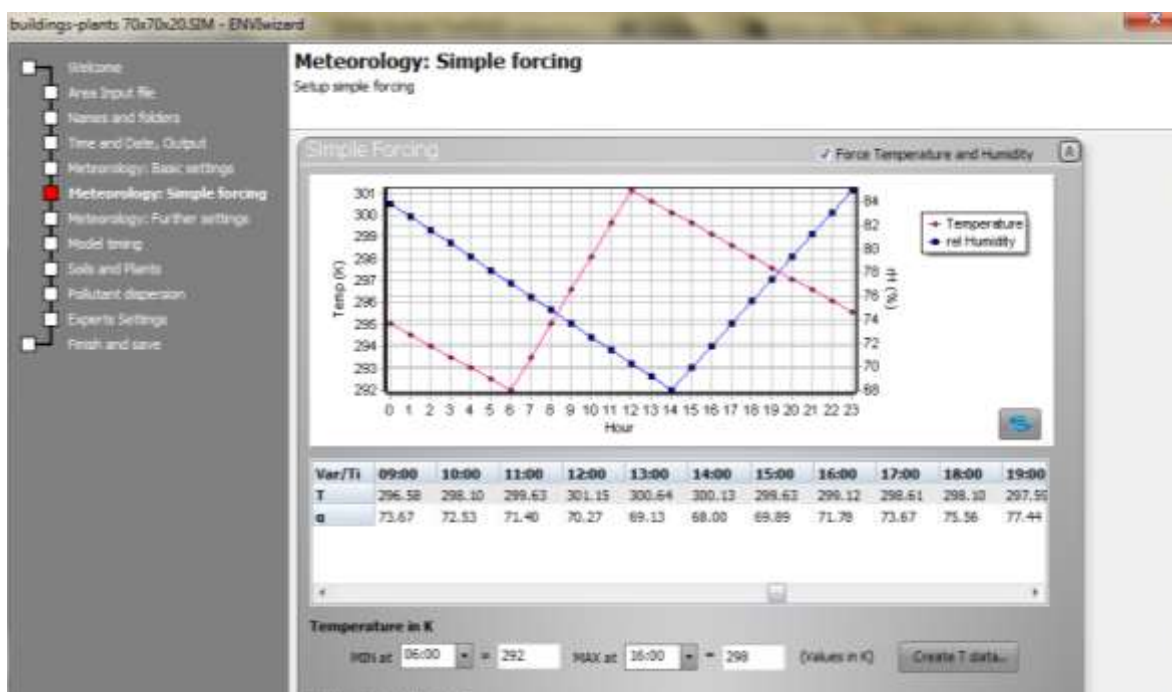 buildings-plants 70x70x20.SIM - ENVIwizard
Welcome
Area Input file
Names and folders
Time and Date, Output
Meteorology: Basic settings
Meteorology: Simple forcing
Meteorology: Further settings
Model timing
Soils and Plants
Pollutant dispersion
Experts Settings
Finish and save
Meteorology: Simple forcing
Setup simple forcing
Simple Forcing
Force Temperature and Humidity
Temp (K)
301
300
299
298
297
296
295
294
293
292
84
82
80
78
76
74
72
70
68
rH (%)
Temperature
rel Humidity
0 1 2 3 4 5 6 7 8 9 10 11 12 13 14 15 16 17 18 19 20 21 22 23
Hour
Var/Ti 09:00 10:00 11:00 12:00 13:00 14:00 15:00 16:00 17:00 18:00 19:00
T 296.58 298.10 299.63 301.15 300.64 300.13 299.63 299.12 298.61 298.10 297.59
q 73.67 72.53 71.40 70.27 69.13 68.00 69.89 71.78 73.67 75.56 77.44
Temperature in K
MIN at 06:00 = 292 MAX at 16:00 = 298 (Values in K) Create T data...